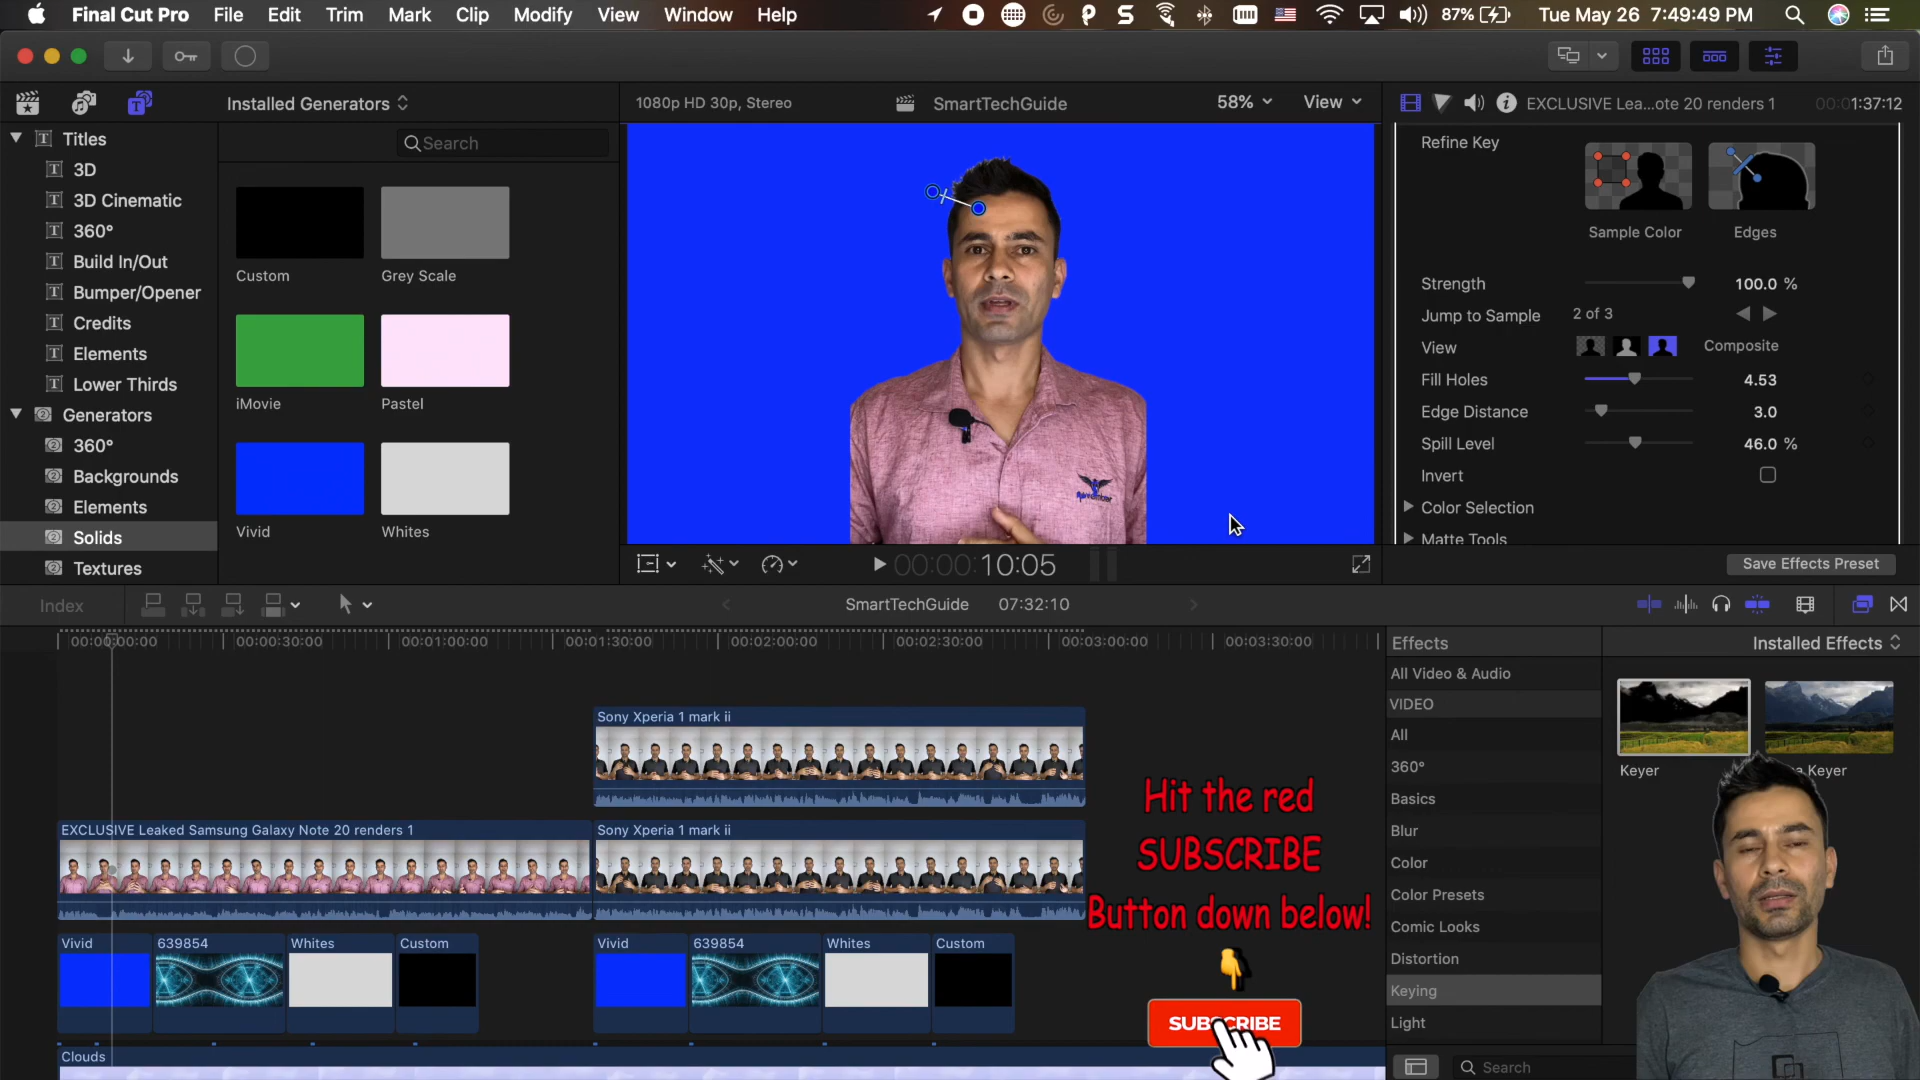 Final Cut Pro File Edit Trim Mark Clip Modify View Window Help
87% Tue May 26 7:49:49 PM
Installed Generators
1080p HD 30p, Stereo
SmartTechGuide
58%
View
EXCLUSIVE Lea...ote 20 renders 1
00:01:37:12
Titles
3D
3D Cinematic
360°
Build In/Out
Bumper/Opener
Credits
Elements
Lower Thirds
Generators
360°
Backgrounds
Elements
Solids
Textures
Search
Custom
Grey Scale
iMovie
Pastel
Vivid
Whites
Refine Key
Sample Color
Edges
Strength 100.0 %
Jump to Sample 2 of 3
View Composite
Fill Holes 4.53
Edge Distance 3.0
Spill Level 46.0 %
Invert
Color Selection
Matte Tools
Save Effects Preset
00:00:10:05
Index
SmartTechGuide 07:32:10
00:00:00:00 00:00:30:00 00:01:00:00 00:01:30:00 00:02:00:00 00:02:30:00 00:03:00:00 00:03:30:00
Sony Xperia 1 mark ii
EXCLUSIVE Leaked Samsung Galaxy Note 20 renders 1
Sony Xperia 1 mark ii
Vivid 639854 Whites Custom
Vivid 639854 Whites Custom
Clouds
Hit the red
SUBSCRIBE
Button down below!
SUBSCRIBE
Effects
Installed Effects
All Video & Audio
VIDEO
All
360°
Basics
Blur
Color
Color Presets
Comic Looks
Distortion
Keying
Light
Keyer
Keyer
Search